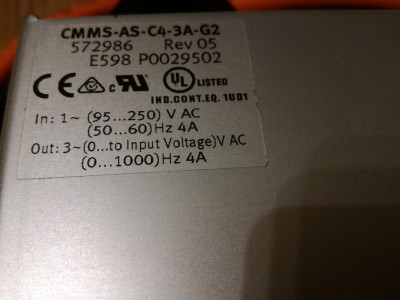 CMMS-AS-C4-3A-G2
572986 Rev 05
E598 P0029502
CE UL LISTED
IND.CONT.EQ. 1U01
In: 1~ (95...250) V AC
(50...60)Hz 4A
Out: 3~(0...to Input Voltage)V AC
(0...1000)Hz 4A